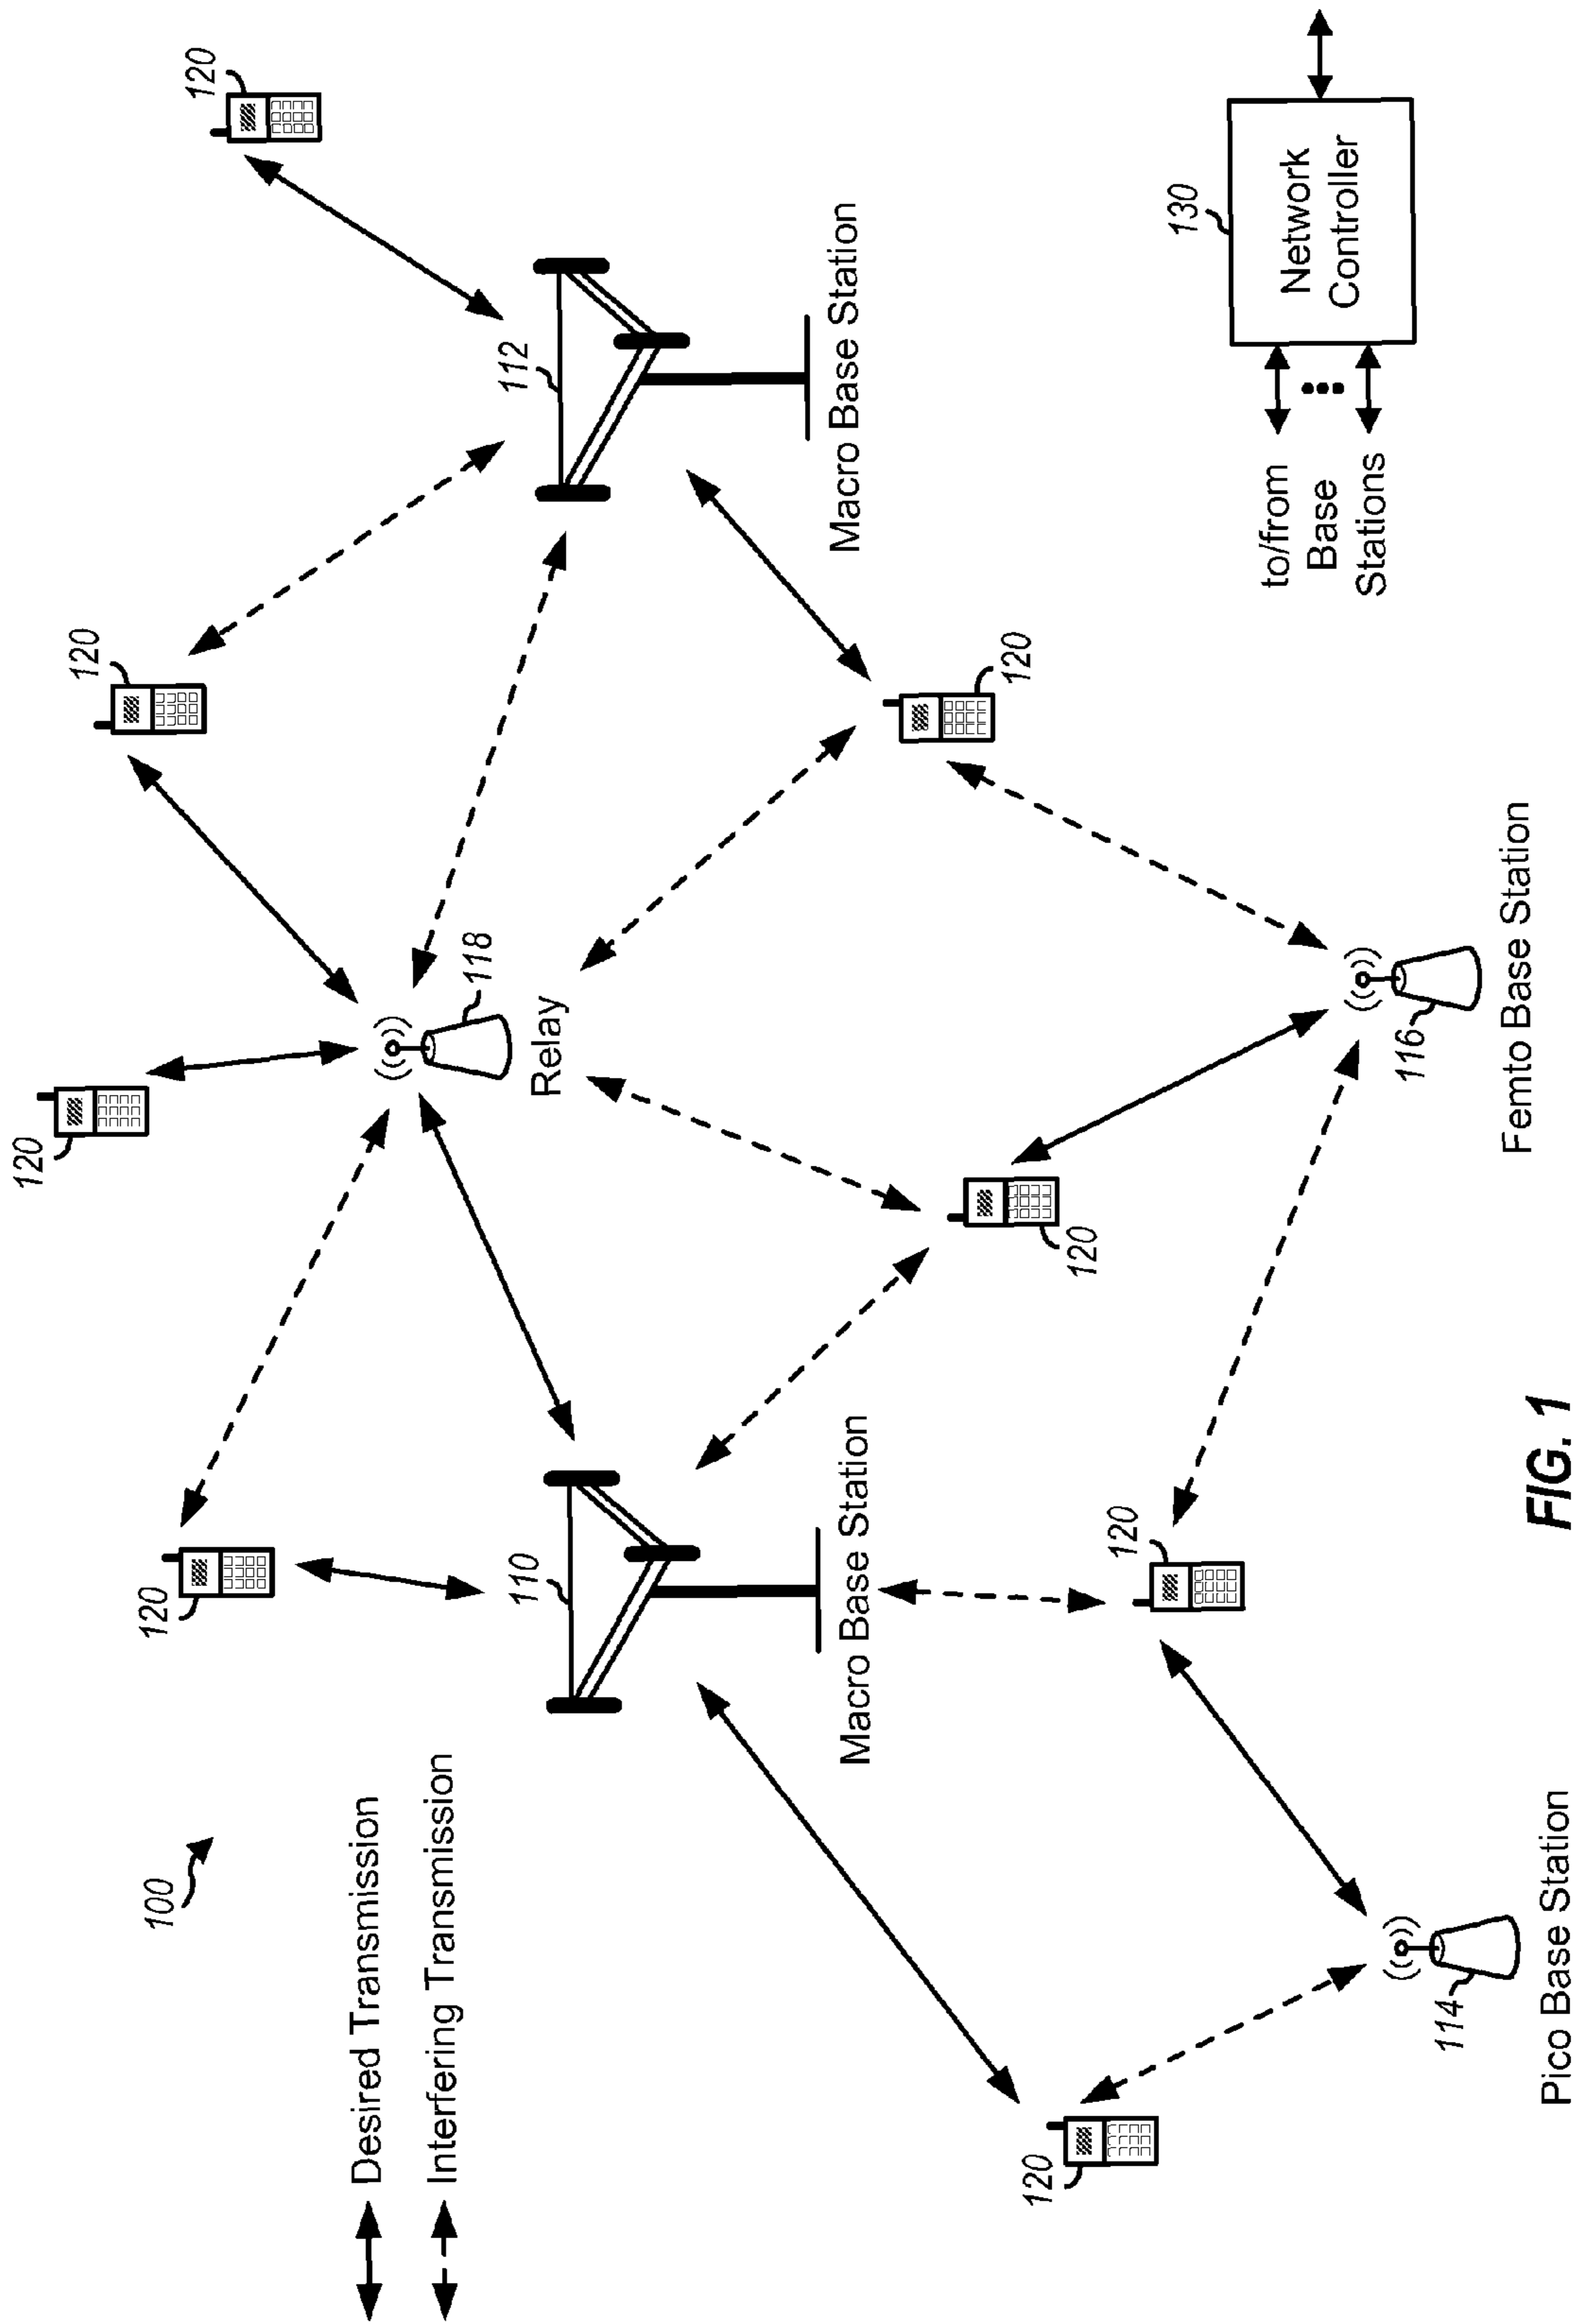 100
Desired Transmission
Interfering Transmission
120
120
120
120
110
Macro Base Station
118
Relay
112
Macro Base Station
120
120
120
120
114
Pico Base Station
116
Femto Base Station
130
Network
Controller
to/from
Base
Stations
FIG. 1